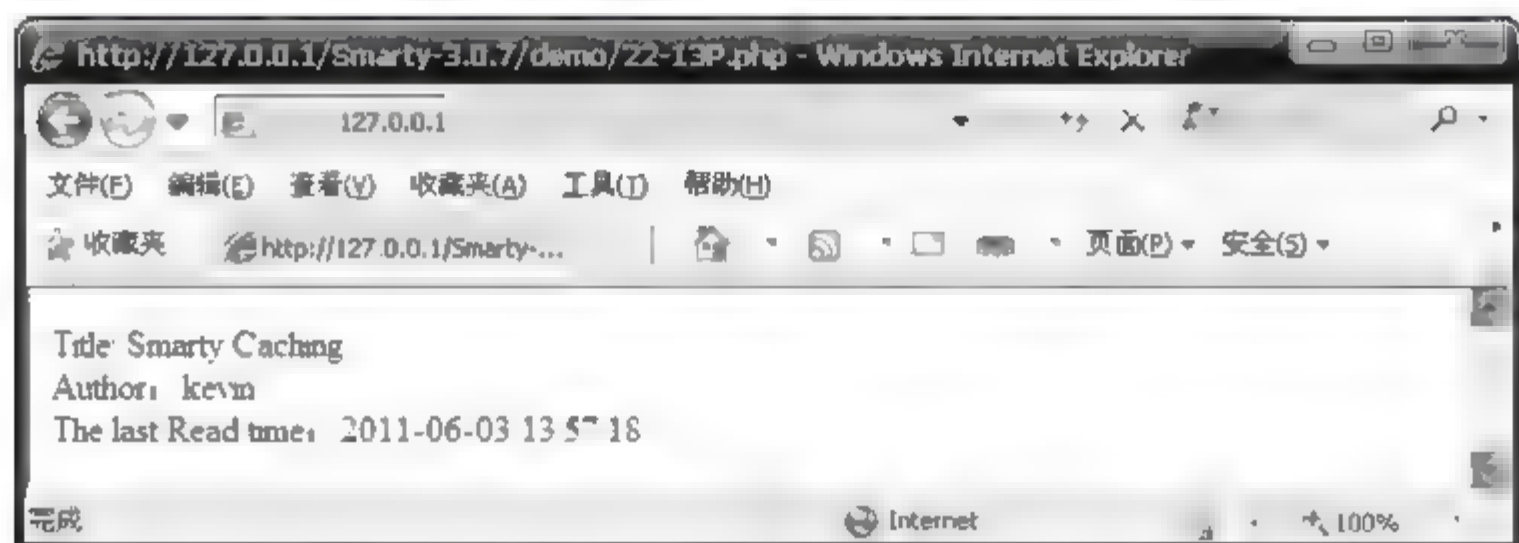 http://127.0.0.1/Smarty-3.0.7/demo/22-13P.php - Windows Internet Explorer
127.0.0.1
文件(F) 编辑(E) 查看(V) 收藏夹(A) 工具(T) 帮助(H)
收藏夹 http://127.0.0.1/Smarty-... 页面(P) 安全(S)
Title: Smarty Caching
Author： kevin
The last Read time： 2011-06-03 13:57:18
完成 Internet 100%